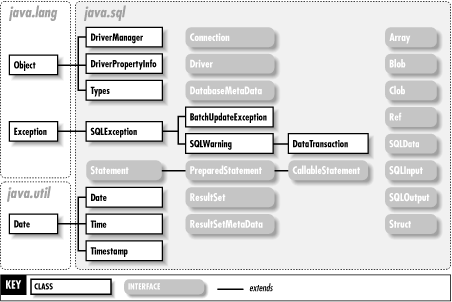 java.lang
java.sql
DriverManager
Connection
Array
Object
DriverPropertyInfo
Driver
Blob
Types
DatabaseMetaData
Clob
BatchUpdateException
Ref
Exception
SQLException
SQLWarning
DataTransaction
SQLData
Statement
PreparedStatement
CallableStatement
SQLInput
java.util
Date
ResultSet
SQLOutput
Date
Time
ResultSetMetaData
Struct
Timestamp
KEY
CLASS
INTERFACE
extends